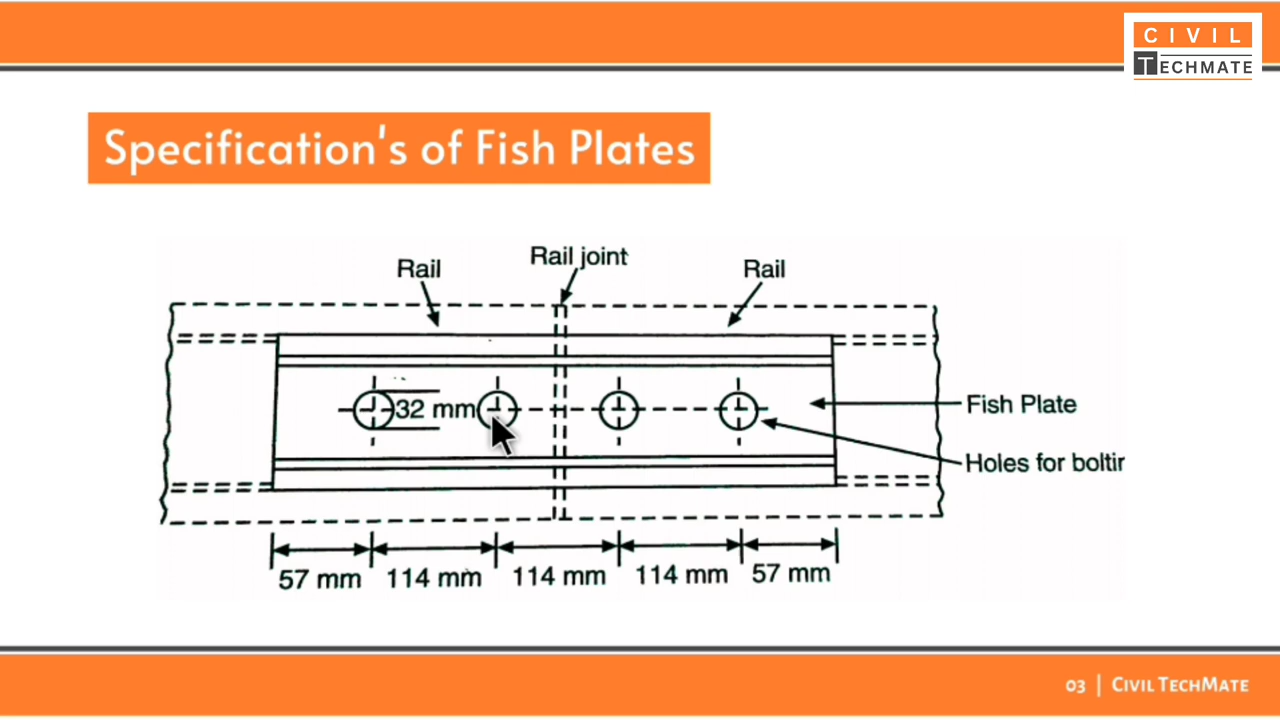 CIVIL
TECHMATE
Specification's of Fish Plates
Rail joint
Rail
Rail
32 mm
Fish Plate
Holes for boltir
57 mm 114 mm 114 mm 114 mm 57 mm
03 | CIVIL TECHMATE